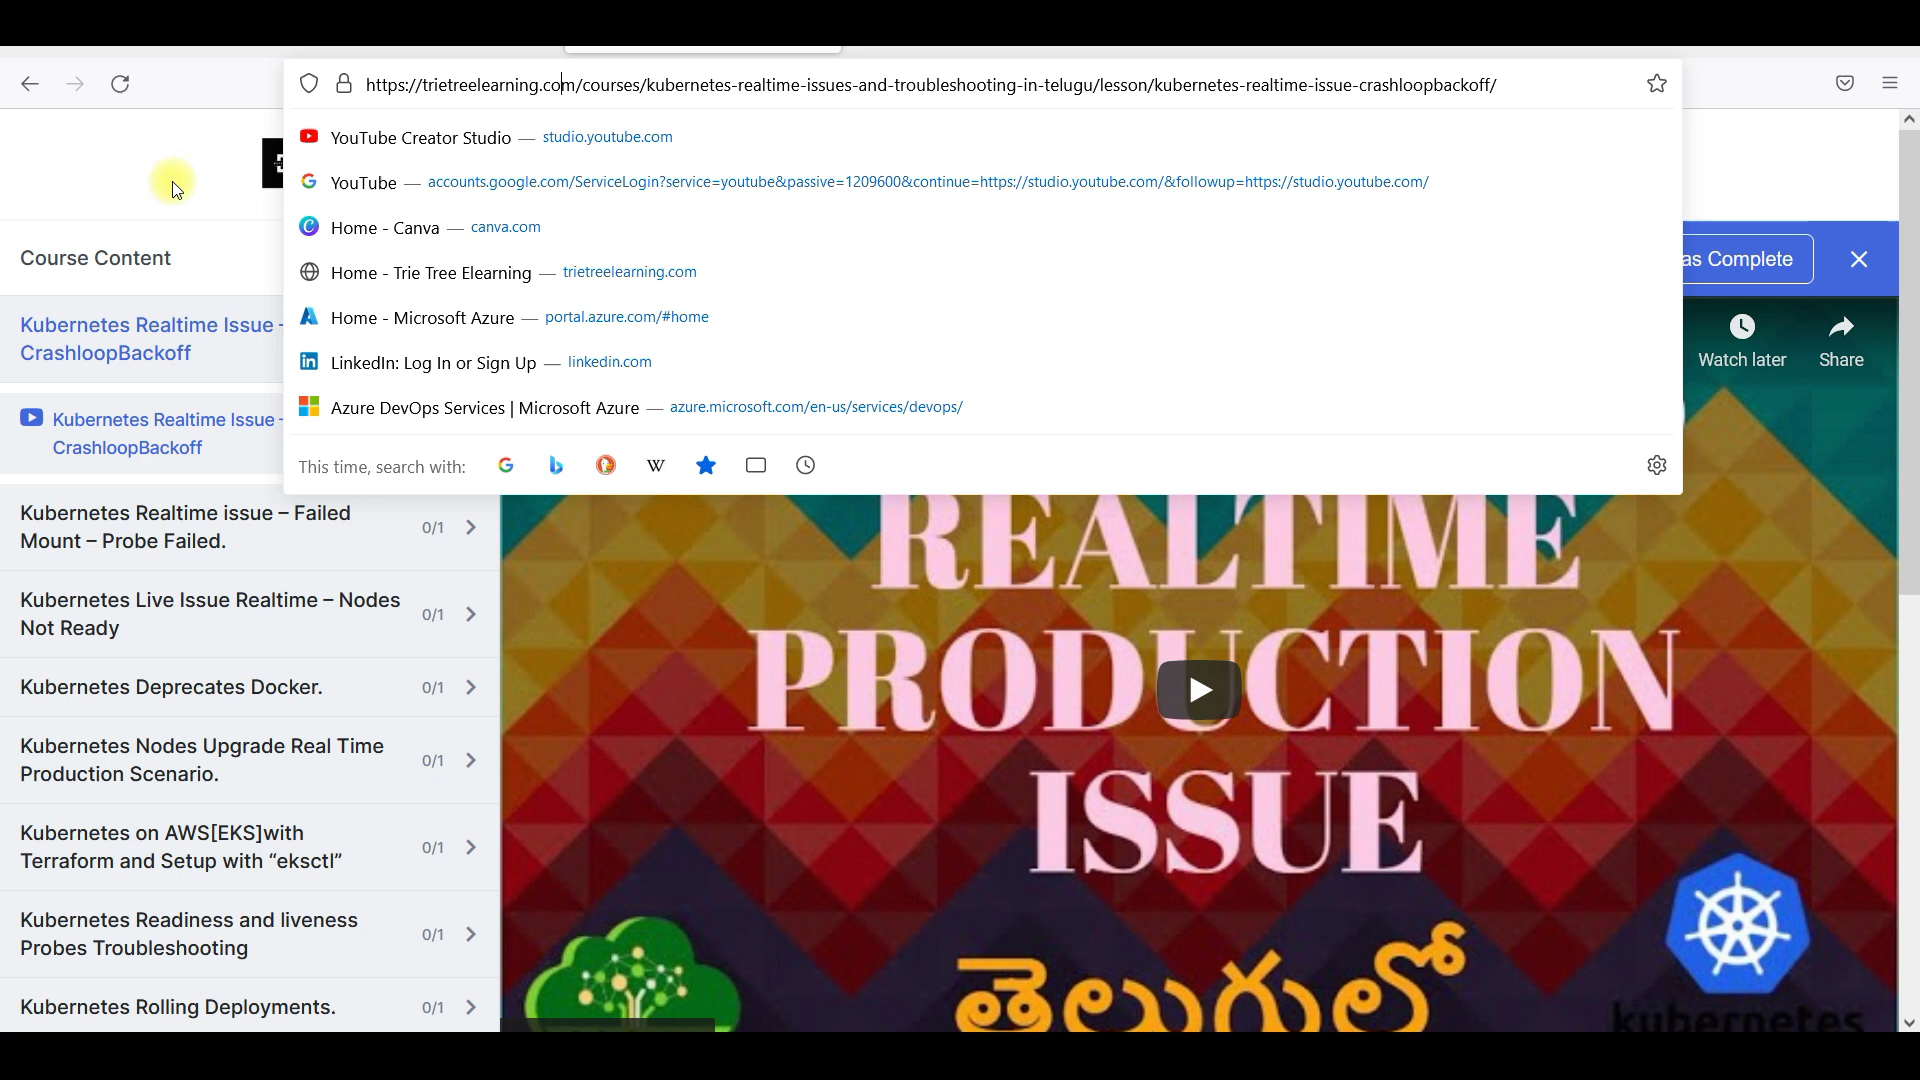 https://trietreelearning.com/courses/kubernetes-realtime-issues-and-troubleshooting-in-telugu/lesson/kubernetes-realtime-issue-crashloopbackoff/
YouTube Creator Studio — studio.youtube.com
YouTube — accounts.google.com/ServiceLogin?service=youtube&passive=1209600&continue=https://studio.youtube.com/&followup=https://studio.youtube.com/
Home - Canva — canva.com
Home - Trie Tree Elearning — trietreelearning.com
Home - Microsoft Azure — portal.azure.com/#home
LinkedIn: Log In or Sign Up — linkedin.com
Azure DevOps Services | Microsoft Azure — azure.microsoft.com/en-us/services/devops/
This time, search with:
Course Content
Kubernetes Realtime Issue -
CrashloopBackoff
Kubernetes Realtime Issue -
CrashloopBackoff
Kubernetes Realtime issue – Failed
Mount – Probe Failed.
0/1
Kubernetes Live Issue Realtime – Nodes
Not Ready
0/1
Kubernetes Deprecates Docker.
0/1
Kubernetes Nodes Upgrade Real Time
Production Scenario.
0/1
Kubernetes on AWS[EKS]with
Terraform and Setup with “eksctl”
0/1
Kubernetes Readiness and liveness
Probes Troubleshooting
0/1
Kubernetes Rolling Deployments.
0/1
as Complete
Watch later
Share
REALTIME
PRODUCTION
ISSUE
తెలుగులో
kubernetes